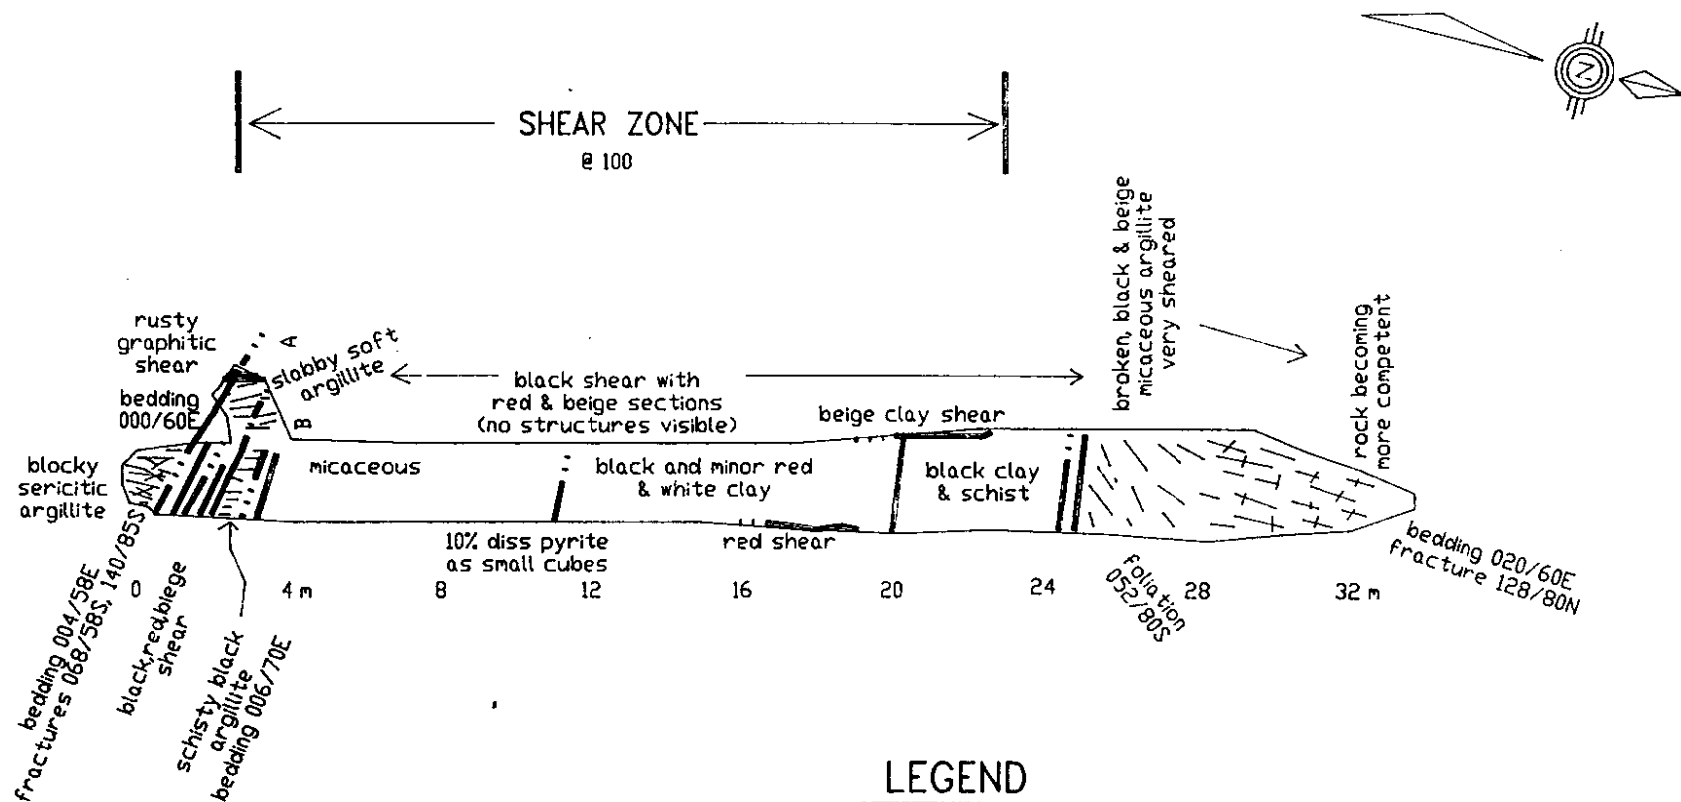 N
SHEAR ZONE
@ 100
rusty
graphitic
shear
A
slabby soft
argillite
bedding
000/60E
B
black shear with
red & beige sections
(no structures visible)
beige clay shear
broken, black & beige
micaceous argillite
very sheared
rock becoming
more competent
blocky
sericitic
argillite
micaceous
black and minor red
& white clay
black clay
& schist
10% diss pyrite
as small cubes
red shear
0
4 m
8
12
16
20
24
28
32 m
bedding 004/58E
fractures 068/58S, 140/85S
black,red,biege
shear
schisty black
argillite
bedding 006/70E
foliation
052/80S
bedding 020/60E
fracture 128/80N
LEGEND